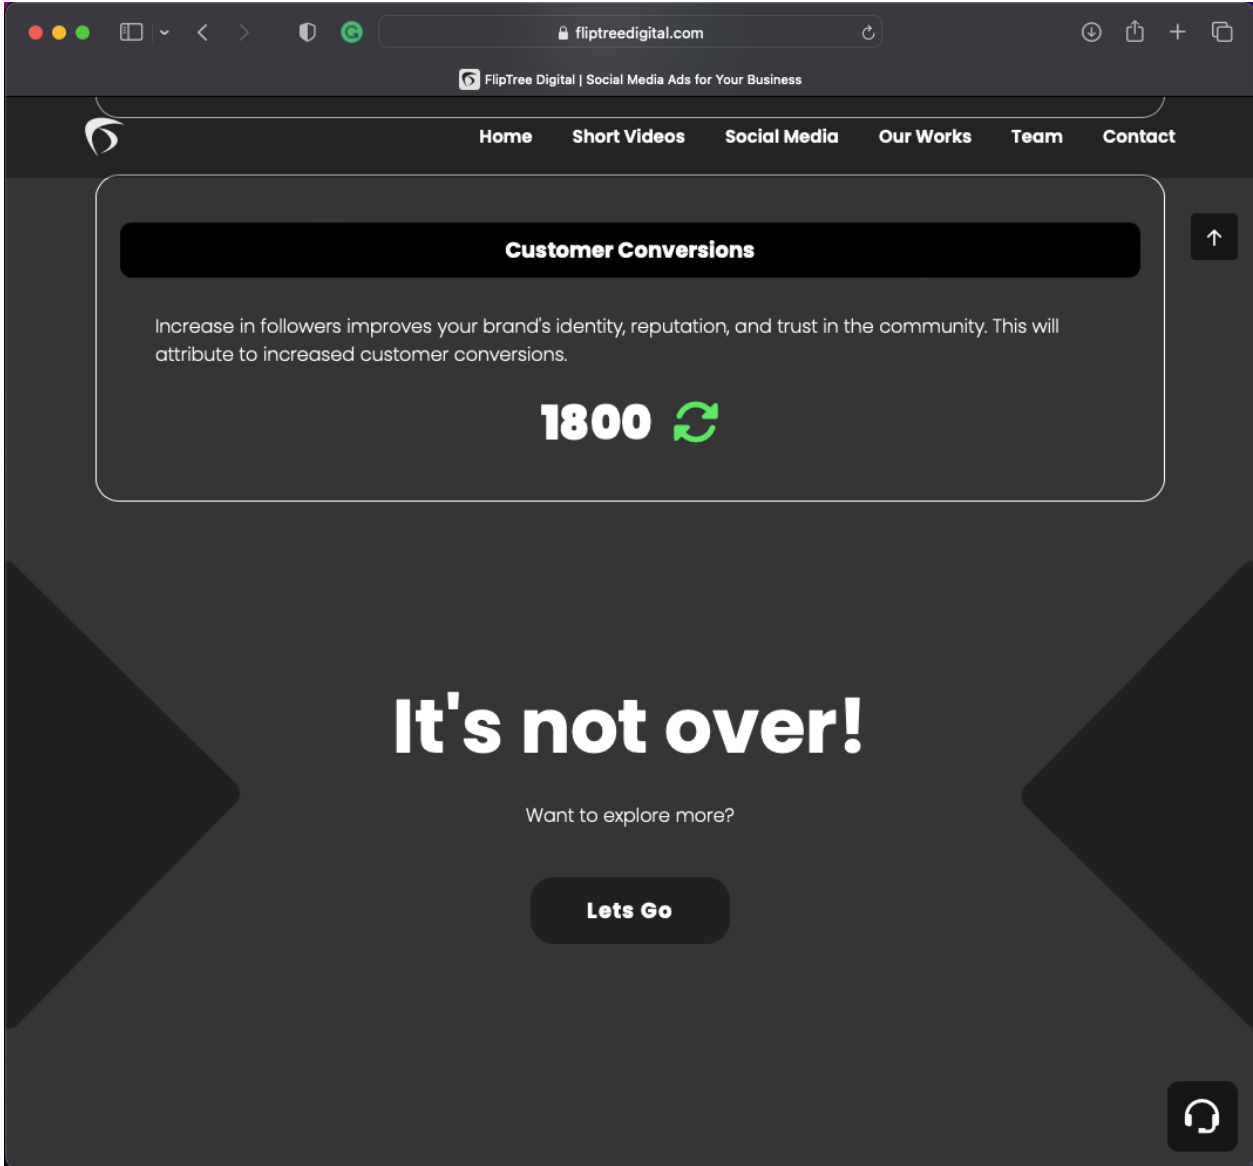 fliptreedigital.com
FlipTree Digital | Social Media Ads for Your Business
Home Short Videos Social Media Our Works Team Contact
Customer Conversions
Increase in followers improves your brand's identity, reputation, and trust in the community. This will
attribute to increased customer conversions.
1800
It's not over!
Want to explore more?
Lets Go